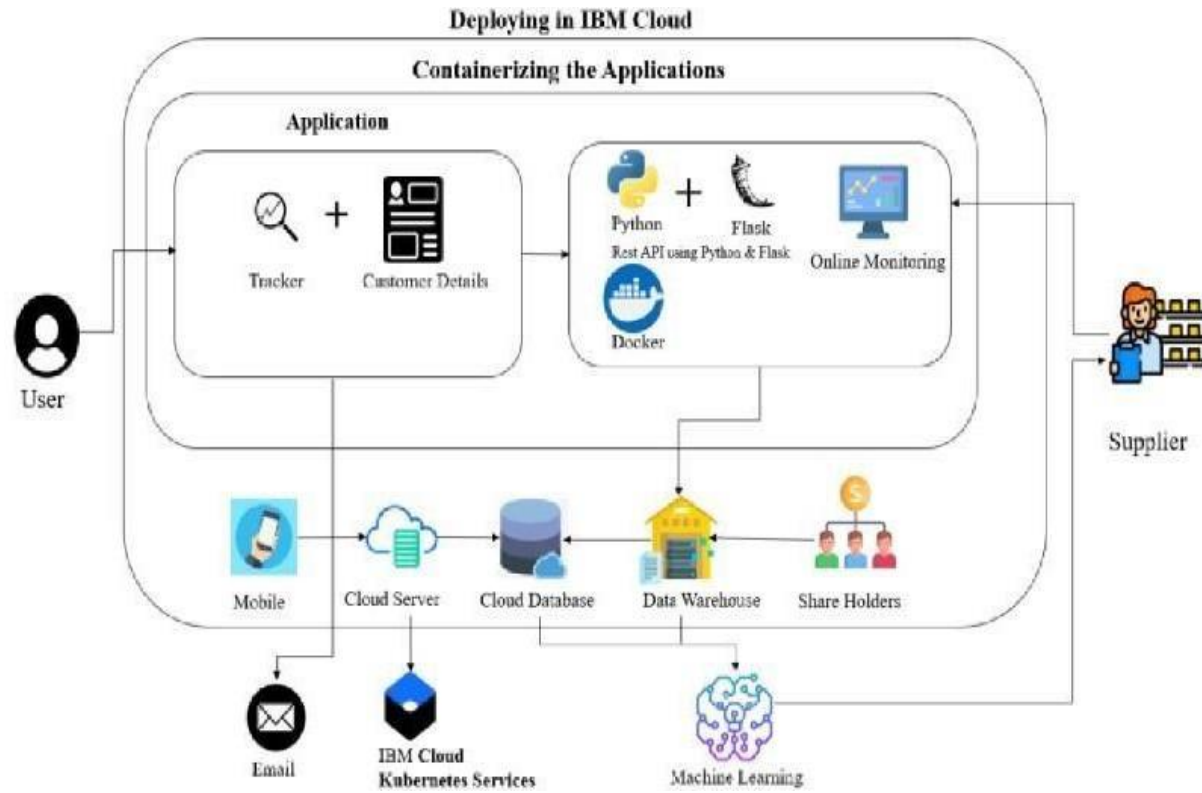 Deploying in IBM Cloud
Containerizing the Applications
Application
Tracker
+
Customer Details
Python
+
Flask
Rest API using Python & Flask
Docker
Online Monitoring
User
Supplier
S
Mobile
Cloud Server
Cloud Database
Data Warehouse
Share Holders
Email
IBM Cloud
Kubernetes Services
Machine Learning